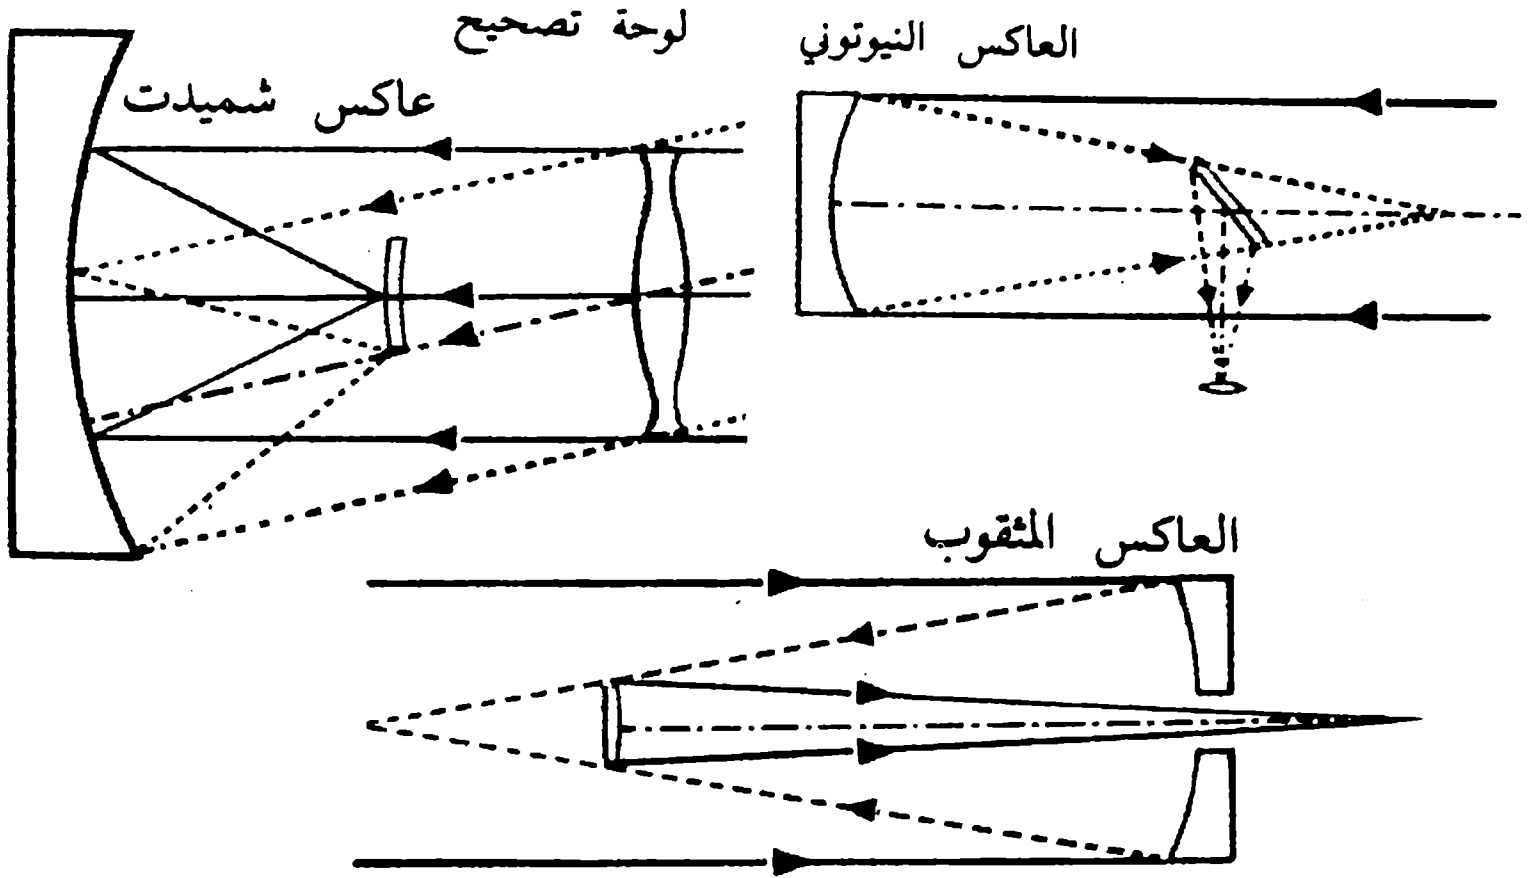 العاكس النيوتوني
لوحة تصحيح
عاكس شميدت
العاكس المثقوب